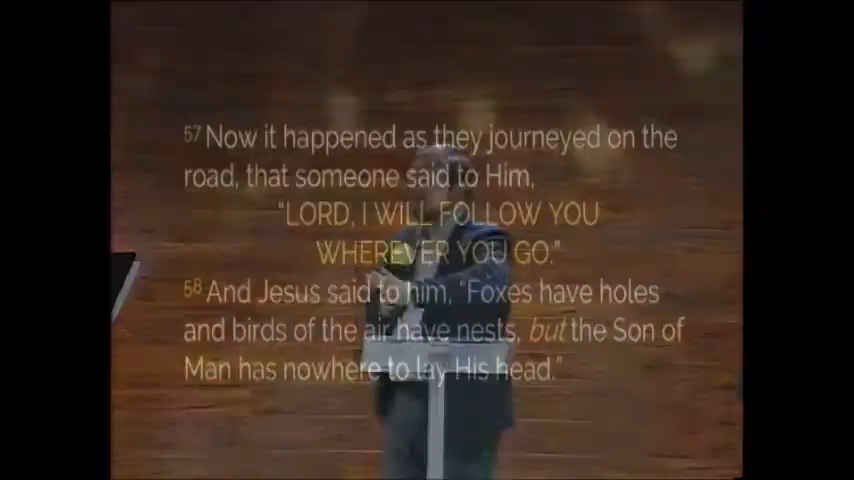 57 Now it happened as they journeyed on the
road, that someone said to Him,
"LORD, I WILL FOLLOW YOU
WHEREVER YOU GO."
58 And Jesus said to him, "Foxes have holes
and birds of the air have nests, but the Son of
Man has nowhere to lay His head."